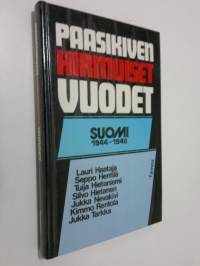 PAASIKIVEN
HIRMUISET
VUODET
SUOMI
1944-1948
Lauri Haataja
Seppo Hentilä
Tuija Hietaniemi
Silvo Hietanen
Jukka Nevakivi
Kimmo Rentola
Jukka Tarkka
Tammi